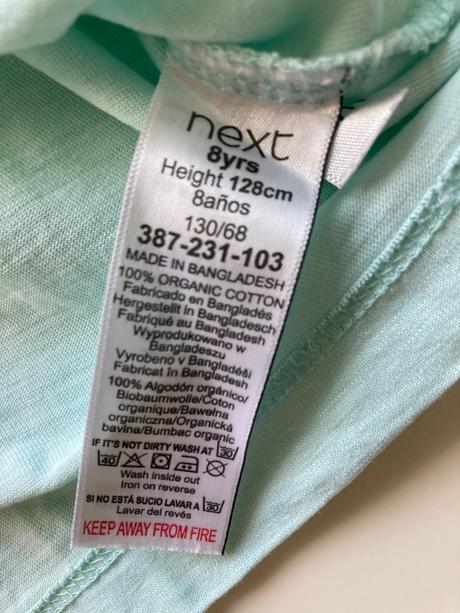 next
8yrs
Height 128cm
8años
130/68
387-231-103
MADE IN BANGLADESH
100% ORGANIC COTTON
Fabricado en Bangladés
Hergestellt in Bangladesch
Fabriqué au Bangladesh
Wyprodukowano w
Bangladeszu
Vyrobeno v Bangladéši
Fabricat în Bangladesh
100% Algodón orgánico/
Biobaumwolle/Coton
organique/Bawełna
organiczna/Organická
bavlna/Bumbac organic
IF IT'S NOT DIRTY WASH AT 30
40
Wash inside out
Iron on reverse
SI NO ESTÁ SUCIO LAVAR A 30
Lavar del revés
KEEP AWAY FROM FIRE